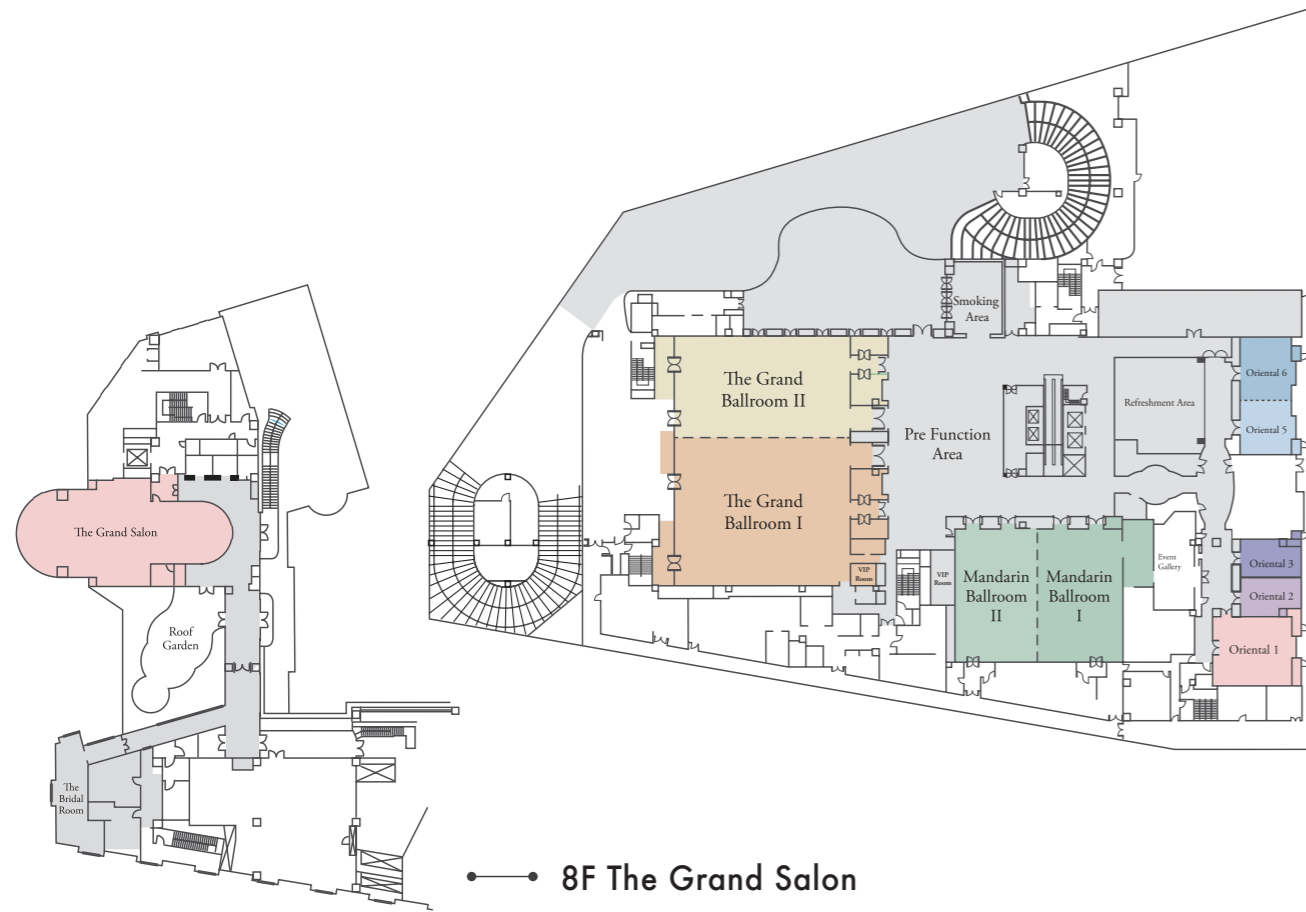 The Grand Salon
Roof
Garden
The
Bridal
Room
Smoking
Area
The Grand
Ballroom II
The Grand
Ballroom I
VIP
Room
Pre Function
Area
Refreshment Area
VIP
Room
Mandarin
Ballroom
II
Mandarin
Ballroom
I
Event
Gallery
Oriental 6
Oriental 5
Oriental 3
Oriental 2
Oriental 1
8F The Grand Salon